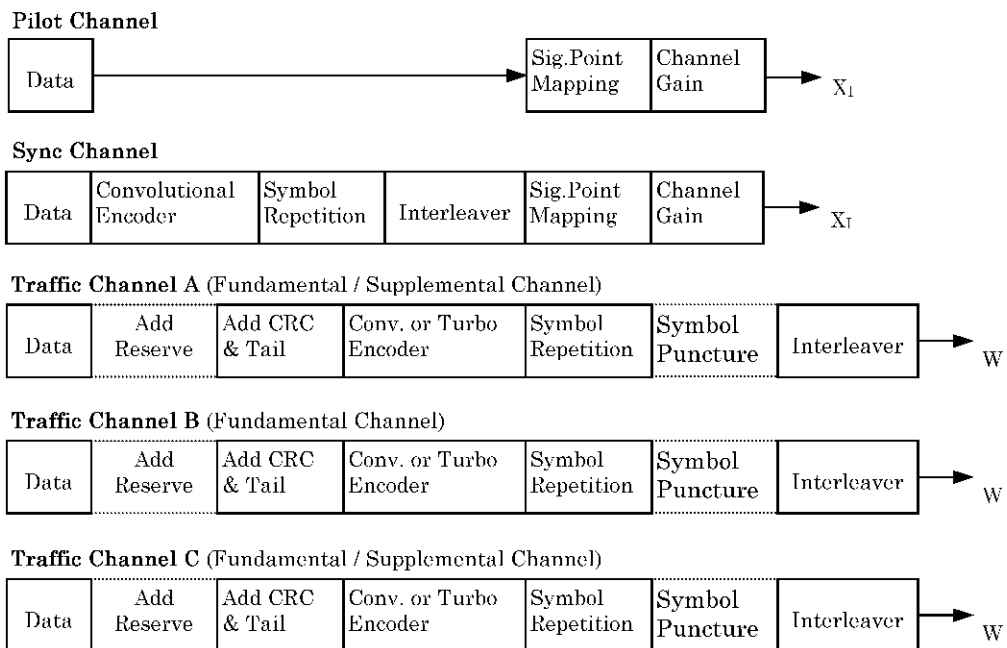 Pilot Channel
Data
Sig.Point
Mapping
Channel
Gain
X₁
Sync Channel
Data
Convolutional
Encoder
Symbol
Repetition
Interleaver
Sig.Point
Mapping
Channel
Gain
Traffic Channel A (Fundamental / Supplemental Channel)
Data
Add
Reserve
Add CRC
& Tail
Conv. or Turbo
Encoder
Symbol
Repetition
Symbol
Puncture
Interleaver
W
Traffic Channel B (Fundamental Channel)
Data
Add
Reserve
Add CRC
& Tail
Conv. or Turbo
Encoder
Symbol
Repetition
Symbol
Puncture
Interleaver
W
Traffic Channel C (Fundamental / Supplemental Channel)
Data
Add
Reserve
Add CRC
& Tail
Conv. or Turbo
Encoder
Symbol
Repetition
Symbol
Puncture
Interleaver
W